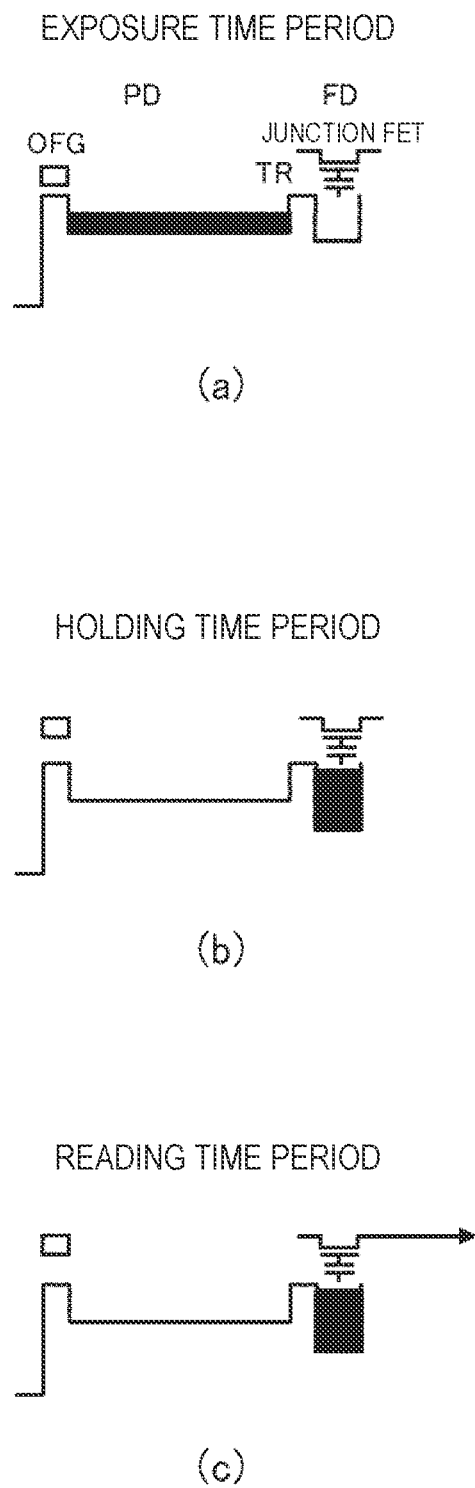 EXPOSURE TIME PERIOD
PD FD
OFG JUNCTION FET
TR
(a)
HOLDING TIME PERIOD
(b)
READING TIME PERIOD
(c)